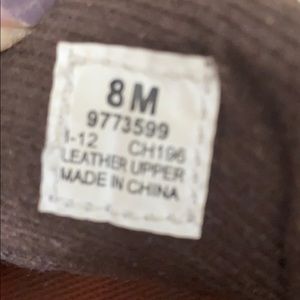 8M
9773599
I-12 CH196
LEATHER UPPER
MADE IN CHINA